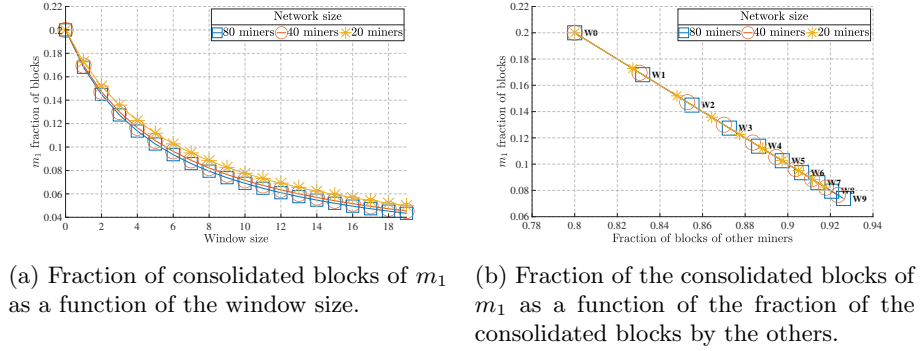 0.22
0.2
0.18
0.16
0.14
0.12
0.1
0.08
0.06
0.04
m1 fraction of blocks
Network size
80 miners 40 miners 20 miners
0 2 4 6 8 10 12 14 16 18
Window size
(a) Fraction of consolidated blocks of m1
as a function of the window size.
0.22
0.2
0.18
0.16
0.14
0.12
0.1
0.08
0.06
m1 fraction of blocks
Network size
80 miners 40 miners 20 miners
W0
W1
W2
W3
W4
W5
W6
W7
W8
W9
0.78 0.8 0.82 0.84 0.86 0.88 0.9 0.92 0.94
Fraction of blocks of other miners
(b) Fraction of the consolidated blocks of
m1 as a function of the fraction of the
consolidated blocks by the others.